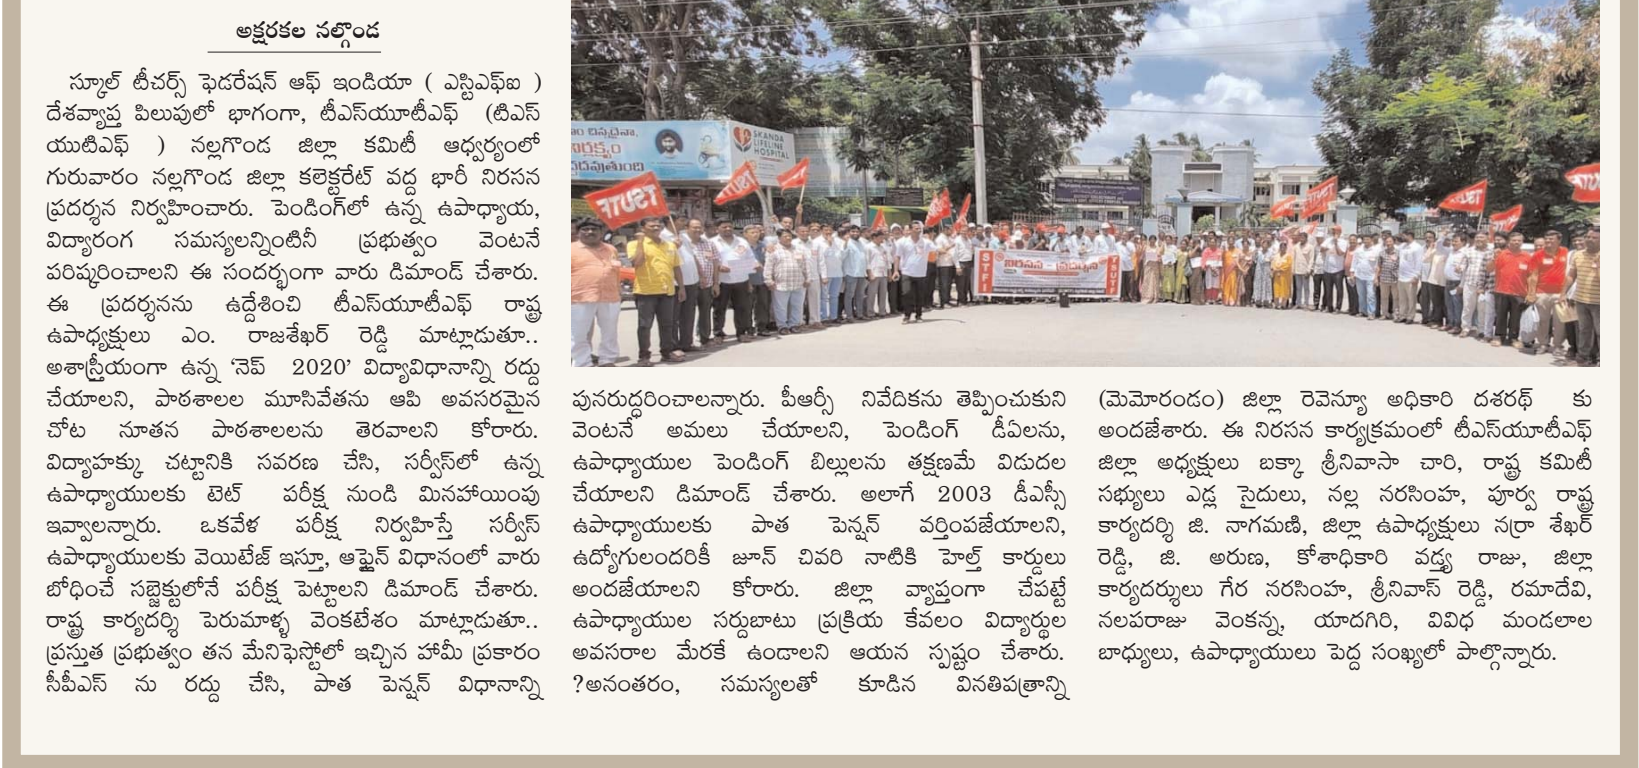 అక్షరకల నల్గొండ
స్కూల్ టీచర్స్ ఫెడరేషన్ ఆఫ్ ఇండియా ( ఎస్టిఎఫ్ఐ )
దేశవ్యాప్త పిలుపులో భాగంగా, టీఎస్‌యూటీఎఫ్ (టిఎస్
యుటిఎఫ్ ) నల్లగొండ జిల్లా కమిటీ ఆధ్వర్యంలో
గురువారం నల్లగొండ జిల్లా కలెక్టరేట్ వద్ద భారీ నిరసన
ప్రదర్శన నిర్వహించారు. పెండింగ్‌లో ఉన్న ఉపాధ్యాయ,
విద్యారంగ సమస్యలన్నింటినీ ప్రభుత్వం వెంటనే
పరిష్కరించాలని ఈ సందర్భంగా వారు డిమాండ్ చేశారు.
ఈ ప్రదర్శనను ఉద్దేశించి టీఎస్‌యూటీఎఫ్ రాష్ట్ర
ఉపాధ్యక్షులు ఎం. రాజశేఖర్ రెడ్డి మాట్లాడుతూ..
అశాస్త్రీయంగా ఉన్న ‘నెప్ 2020’ విద్యావిధానాన్ని రద్దు
చేయాలని, పాఠశాలల మూసివేతను ఆపి అవసరమైన
చోట నూతన పాఠశాలలను తెరవాలని కోరారు.
విద్యాహక్కు చట్టానికి సవరణ చేసి, సర్వీస్‌లో ఉన్న
ఉపాధ్యాయులకు టెట్ పరీక్ష నుండి మినహాయింపు
ఇవ్వాలన్నారు. ఒకవేళ పరీక్ష నిర్వహిస్తే సర్వీస్
ఉపాధ్యాయులకు వెయిటేజ్ ఇస్తూ, ఆఫ్లైన్ విధానంలో వారు
బోధించే సబ్జెక్టులోనే పరీక్ష పెట్టాలని డిమాండ్ చేశారు.
రాష్ట్ర కార్యదర్శి పెరుమాళ్ళ వెంకటేశం మాట్లాడుతూ..
ప్రస్తుత ప్రభుత్వం తన మేనిఫెస్టోలో ఇచ్చిన హామీ ప్రకారం
సీపీఎస్ ను రద్దు చేసి, పాత పెన్షన్ విధానాన్ని
SKANDA
LIFELINE
HOSPITAL
TSUTF
నిరసన - ప్రదర్శన
STFI
TSUTF
పునరుద్ధరించాలన్నారు. పీఆర్సీ నివేదికను తెప్పించుకుని
వెంటనే అమలు చేయాలని, పెండింగ్ డీఏలను,
ఉపాధ్యాయుల పెండింగ్ బిల్లులను తక్షణమే విడుదల
చేయాలని డిమాండ్ చేశారు. అలాగే 2003 డీఎస్సీ
ఉపాధ్యాయులకు పాత పెన్షన్ వర్తింపజేయాలని,
ఉద్యోగులందరికీ జూన్ చివరి నాటికి హెల్త్ కార్డులు
అందజేయాలని కోరారు. జిల్లా వ్యాప్తంగా చేపట్టే
ఉపాధ్యాయుల సర్దుబాటు ప్రక్రియ కేవలం విద్యార్థుల
అవసరాల మేరకే ఉండాలని ఆయన స్పష్టం చేశారు.
?అనంతరం, సమస్యలతో కూడిన వినతిపత్రాన్ని
(మెమోరండం) జిల్లా రెవెన్యూ అధికారి దశరథ్ కు
అందజేశారు. ఈ నిరసన కార్యక్రమంలో టీఎస్‌యూటీఎఫ్
జిల్లా అధ్యక్షులు బక్కా శ్రీనివాసా చారి, రాష్ట్ర కమిటీ
సభ్యులు ఎడ్ల సైదులు, నల్ల నరసింహ, పూర్వ రాష్ట్ర
కార్యదర్శి జి. నాగమణి, జిల్లా ఉపాధ్యక్షులు నర్రా శేఖర్
రెడ్డి, జి. అరుణ, కోశాధికారి వడ్త్య రాజు, జిల్లా
కార్యదర్శులు గేర నరసింహ, శ్రీనివాస్ రెడ్డి, రమాదేవి,
నలపరాజు వెంకన్న, యాదగిరి, వివిధ మండలాల
బాధ్యులు, ఉపాధ్యాయులు పెద్ద సంఖ్యలో పాల్గొన్నారు.